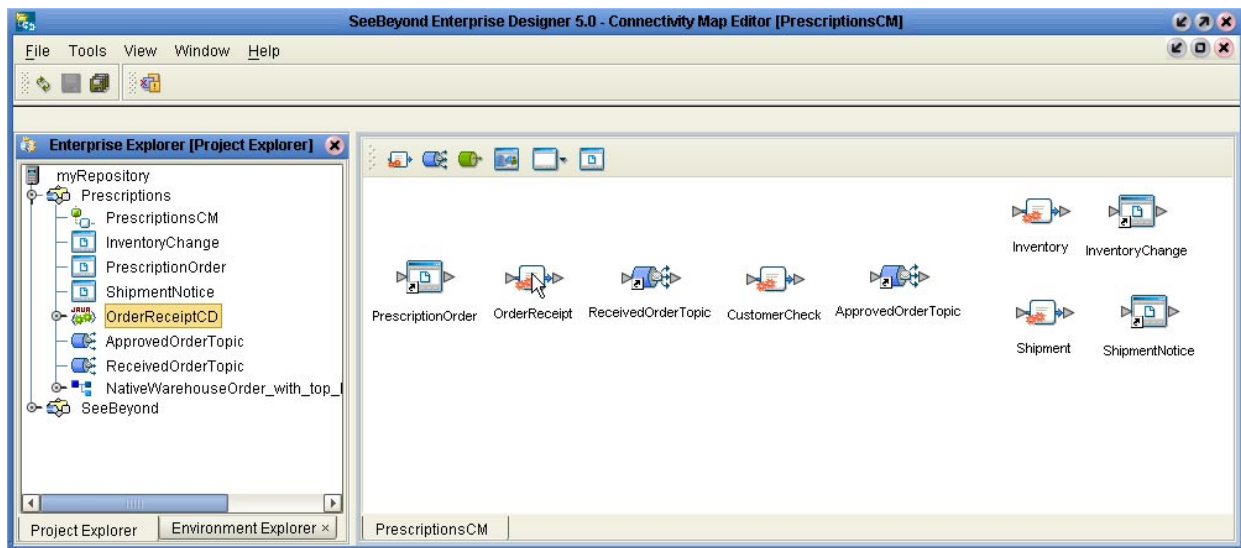 SeeBeyond Enterprise Designer 5.0 - Connectivity Map Editor [PrescriptionsCM]
File Tools View Window Help
Enterprise Explorer [Project Explorer]
myRepository
Prescriptions
PrescriptionsCM
InventoryChange
PrescriptionOrder
ShipmentNotice
OrderReceiptCD
ApprovedOrderTopic
ReceivedOrderTopic
NativeWarehouseOrder_with_top_
SeeBeyond
Project Explorer Environment Explorer ×
Inventory InventoryChange
PrescriptionOrder OrderReceipt ReceivedOrderTopic CustomerCheck ApprovedOrderTopic
Shipment ShipmentNotice
PrescriptionsCM